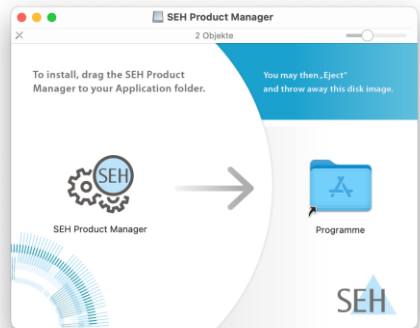 SEH Product Manager
2 Objekte
To install, drag the SEH Product
Manager to your Application folder.
You may then „Eject“
and throw away this disk image.
SEH
SEH Product Manager
Programme
SEH